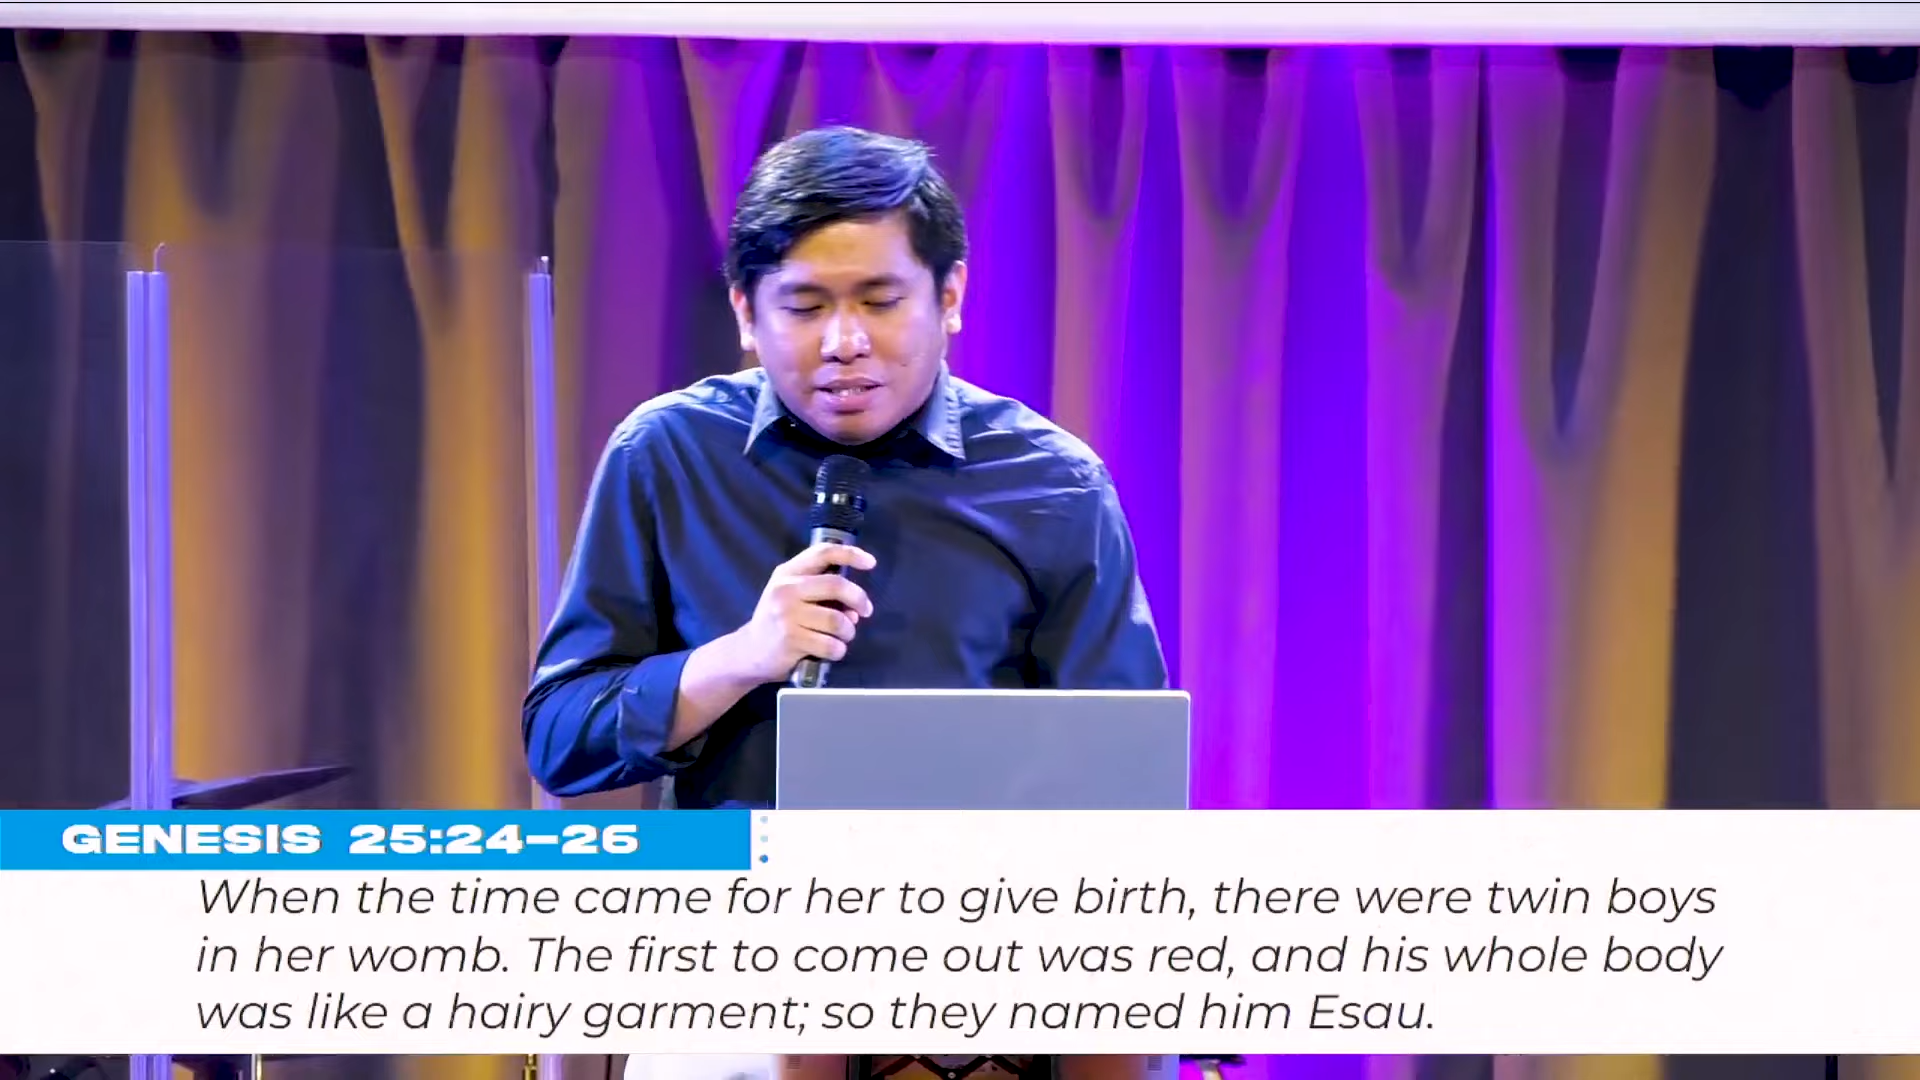 GENESIS 25:24-26
When the time came for her to give birth, there were twin boys
in her womb. The first to come out was red, and his whole body
was like a hairy garment; so they named him Esau.